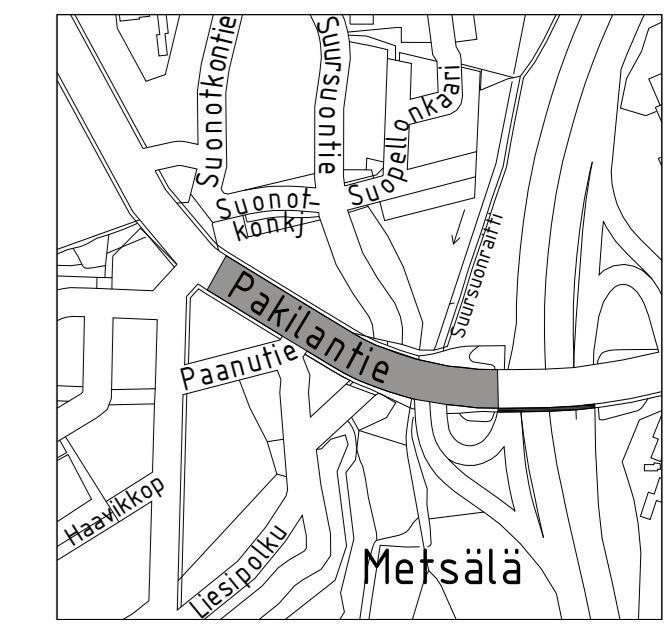 Suonotkontie
Suursuontie
Suopellonkaari
Suonot-
konkj
Suursuonraitti
Pakilantie
Paanutie
Haavikkop
Liesipolku
Metsälä